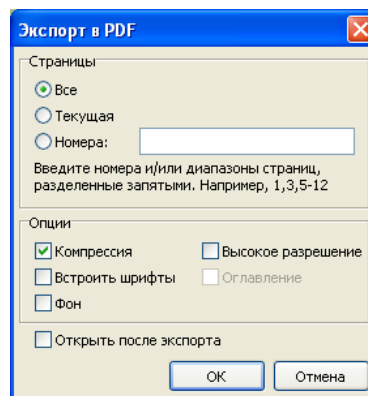 Экспорт в PDF
Страницы
Все
Текущая
Номера:
Введите номера и/или диапазоны страниц,
разделенные запятыми. Например, 1,3,5-12
Опции
Компрессия
Высокое разрешение
Встроить шрифты
Оглавление
Фон
Открыть после экспорта
ОК
Отмена